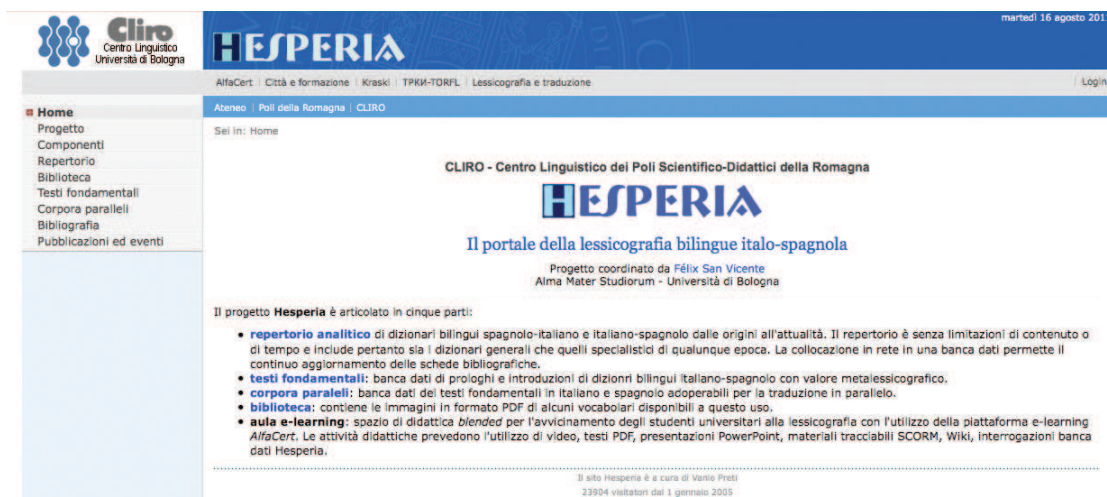 Cliro
Centro Linguistico
Università di Bologna
martedì 16 agosto 201
HESPERIA
AlfaCert | Città e formazione | Kraski | ТРКИ-TORFL | Lessicografia e traduzione
Login
Ateneo | Poli della Romagna | CLIRO
Home
Progetto
Componenti
Repertorio
Biblioteca
Testi fondamentali
Corpora paralleli
Bibliografia
Pubblicazioni ed eventi
Sei in: Home
CLIRO - Centro Linguistico dei Poli Scientifico-Didattici della Romagna
HESPERIA
Il portale della lessicografia bilingue italo-spagnola
Progetto coordinato da Félix San Vicente
Alma Mater Studiorum - Università di Bologna
Il progetto Hesperia è articolato in cinque parti:
• repertorio analitico di dizionari bilingui spagnolo-italiano e italiano-spagnolo dalle origini all'attualità. Il repertorio è senza limitazioni di contenuto o
di tempo e include pertanto sia i dizionari generali che quelli specialistici di qualunque epoca. La collocazione in rete in una banca dati permette il
continuo aggiornamento delle schede bibliografiche.
• testi fondamentali: banca dati di prologhi e introduzioni di dizionri bilingui italiano-spagnolo con valore metalessicografico.
• corpora paraleli: banca dati dei testi fondamentali in italiano e spagnolo adoperabili per la traduzione in parallelo.
• biblioteca: contiene le immagini in formato PDF di alcuni vocabolari disponibili a questo uso.
• aula e-learning: spazio di didattica blended per l'avvicinamento degli studenti universitari alla lessicografia con l'utilizzo della piattaforma e-learning
AlfaCert. Le attività didattiche prevedono l'utilizzo di video, testi PDF, presentazioni PowerPoint, materiali tracciabili SCORM, Wiki, interrogazioni banca
dati Hesperia.
Il sito Hesperia è a cura di Vanio Preti
23904 visitatori dal 1 gennaio 2005